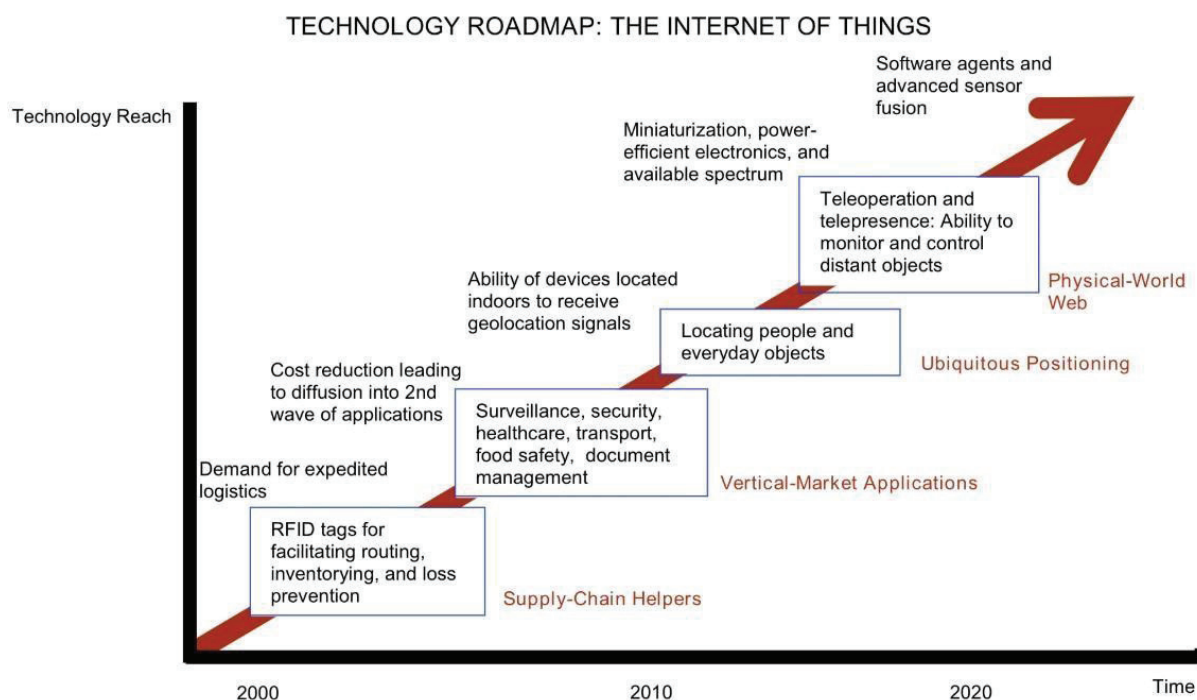 TECHNOLOGY ROADMAP: THE INTERNET OF THINGS
Technology Reach
Software agents and
advanced sensor
fusion
Miniaturization, power-
efficient electronics, and
available spectrum
Teleoperation and
telepresence: Ability to
monitor and control
distant objects
Physical-World
Web
Ability of devices located
indoors to receive
geolocation signals
Locating people and
everyday objects
Ubiquitous Positioning
Cost reduction leading
to diffusion into 2nd
wave of applications
Surveillance, security,
healthcare, transport,
food safety, document
management
Vertical-Market Applications
Demand for expedited
logistics
RFID tags for
facilitating routing,
inventorying, and loss
prevention
Supply-Chain Helpers
2000
2010
2020
Time